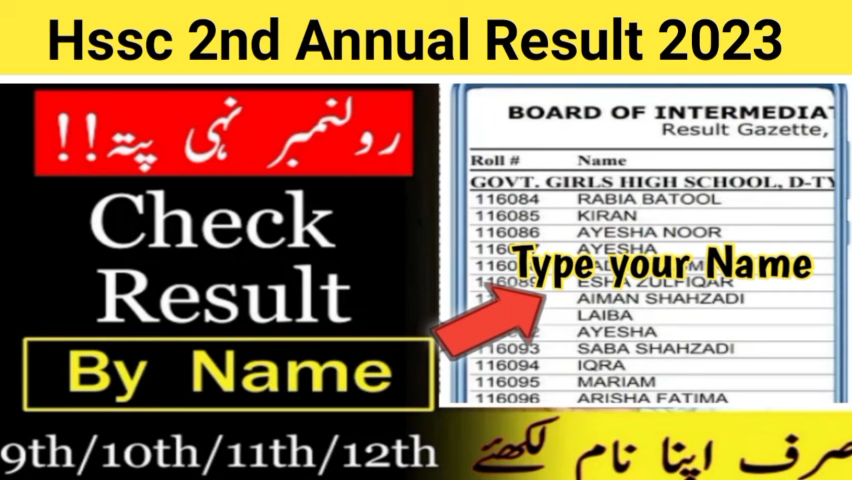 Hssc 2nd Annual Result 2023
رولنمبر نہی پتہ!!
Check
Result
By Name
9th/10th/11th/12th
BOARD OF INTERMEDIAT
Result Gazette,
Roll # Name
GOVT. GIRLS HIGH SCHOOL, D-TY
116084 RABIA BATOOL
116085 KIRAN
116086 AYESHA NOOR
AYESHA
Type your Name
ESHA ZULFIQAR
AIMAN SHAHZADI
LAIBA
AYESHA
116093 SABA SHAHZADI
116094 IQRA
116095 MARIAM
116096 ARISHA FATIMA
صرف اپنا نام لکھئے